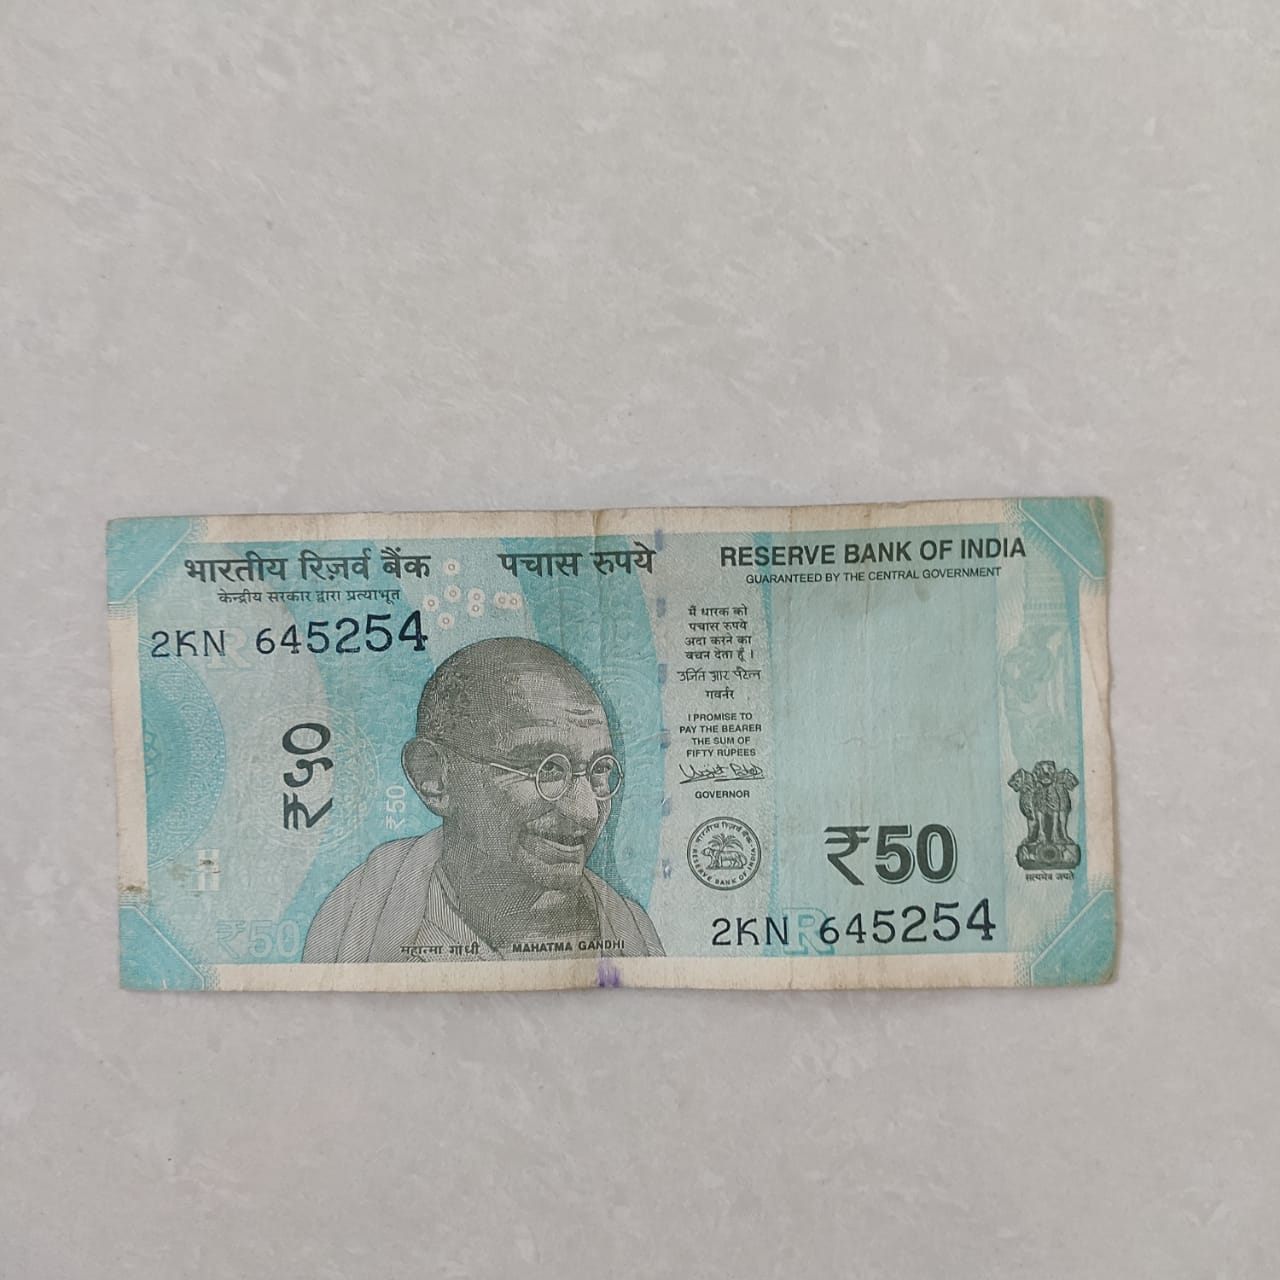 भारतीय रिज़र्व बैंक
केन्द्रीय सरकार द्वारा प्रत्याभूत
2KN 645254
पचास रुपये
RESERVE BANK OF INDIA
GUARANTEED BY THE CENTRAL GOVERNMENT
₹५०
₹50
₹50
महात्मा गांधी
MAHATMA GANDHI
मैं धारक को
पचास रुपये
अदा करने का
वचन देता हूँ।
उर्जित आर पटेल
गवर्नर
I PROMISE TO
PAY THE BEARER
THE SUM OF
FIFTY RUPEES
GOVERNOR
भारतीय रिज़र्व बैंक
RESERVE BANK OF INDIA
₹50
2KN 645254
सत्यमेव जयते